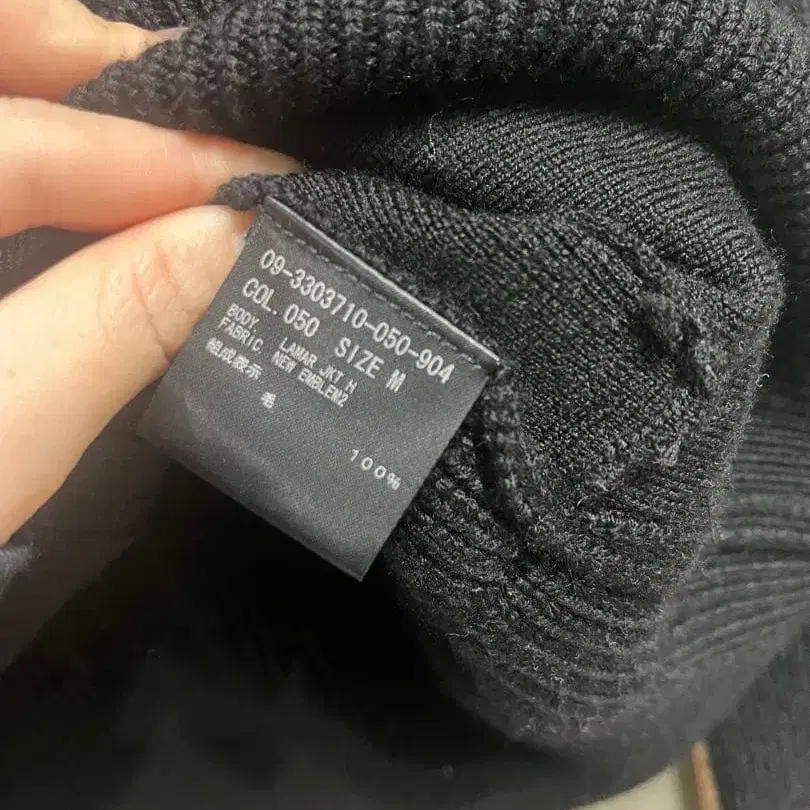 09-3303710-050-904
COL. 050 SIZE M
BODY. LAMAR JKT H
FABRIC. NEW EMBLEM2
組成表示
毛
100%